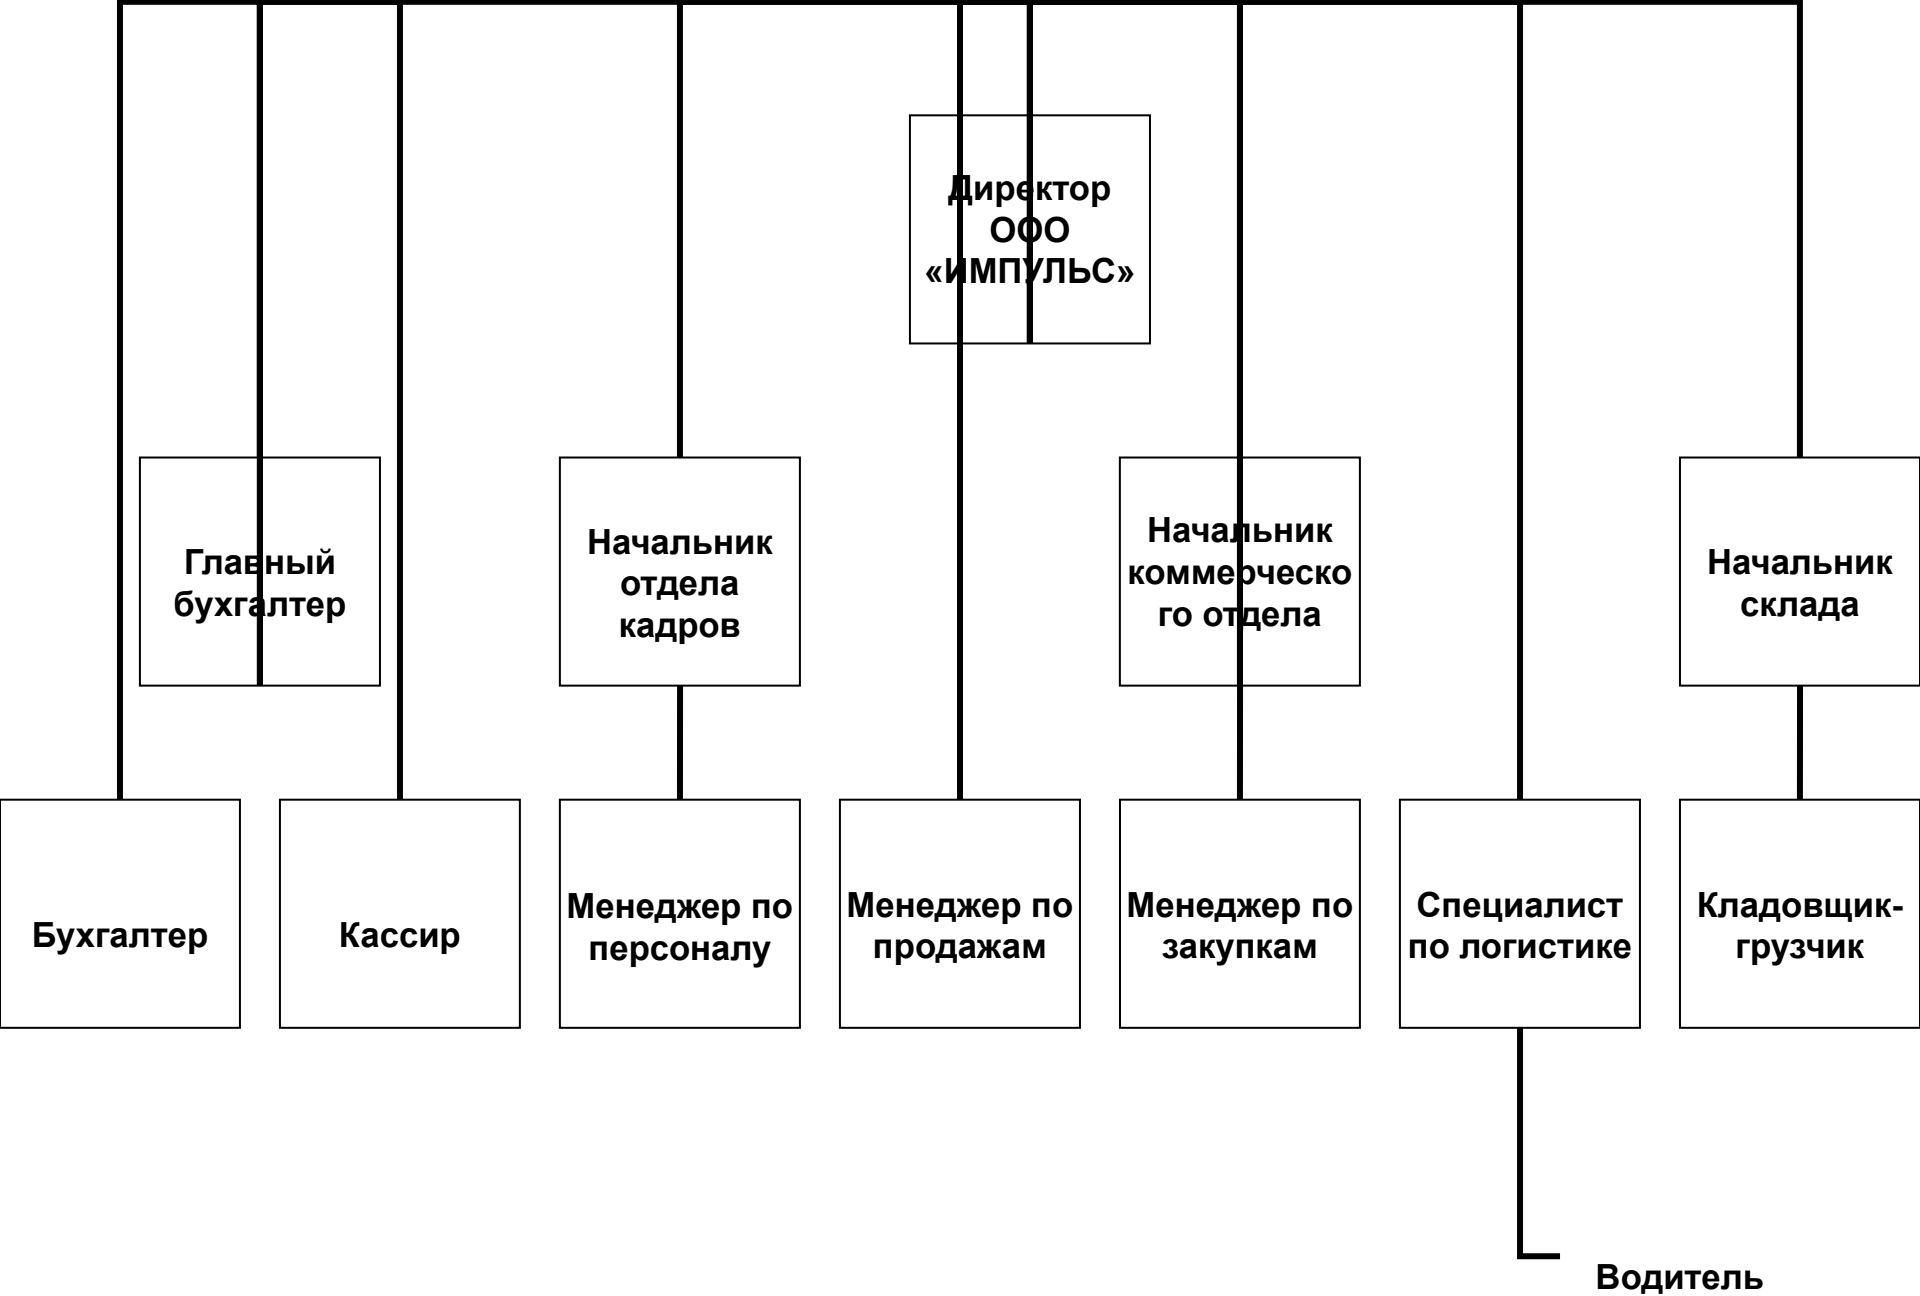 Директор
ООО
«ИМПУЛЬС»
Главный
бухгалтер
Начальник
отдела
кадров
Начальник
коммерческо
го отдела
Начальник
склада
Бухгалтер
Кассир
Менеджер по
персоналу
Менеджер по
продажам
Менеджер по
закупкам
Специалист
по логистике
Кладовщик-
грузчик
Водитель